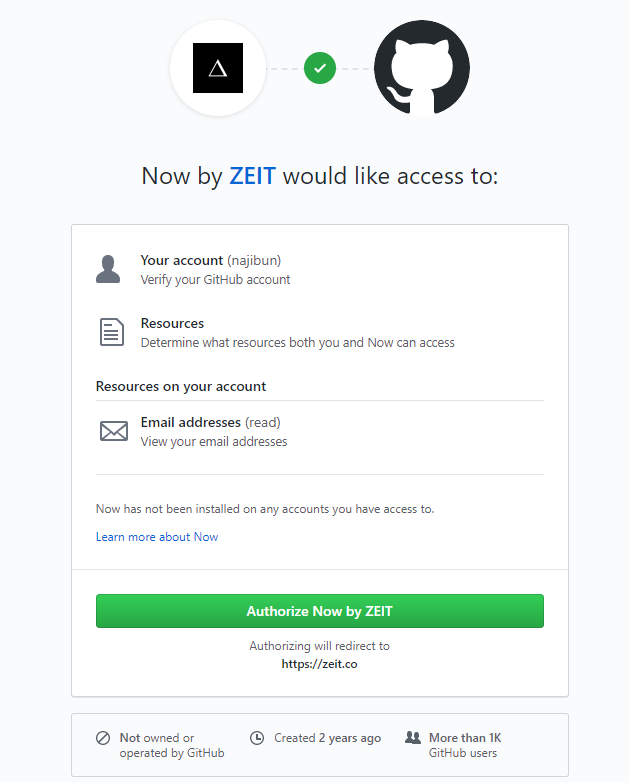 Now by ZEIT would like access to:
Your account (najibun)
Verify your GitHub account
Resources
Determine what resources both you and Now can access
Resources on your account
Email addresses (read)
View your email addresses
Now has not been installed on any accounts you have access to.
Learn more about Now
Authorize Now by ZEIT
Authorizing will redirect to
https://zeit.co
Not owned or
operated by GitHub
Created 2 years ago
More than 1K
GitHub users